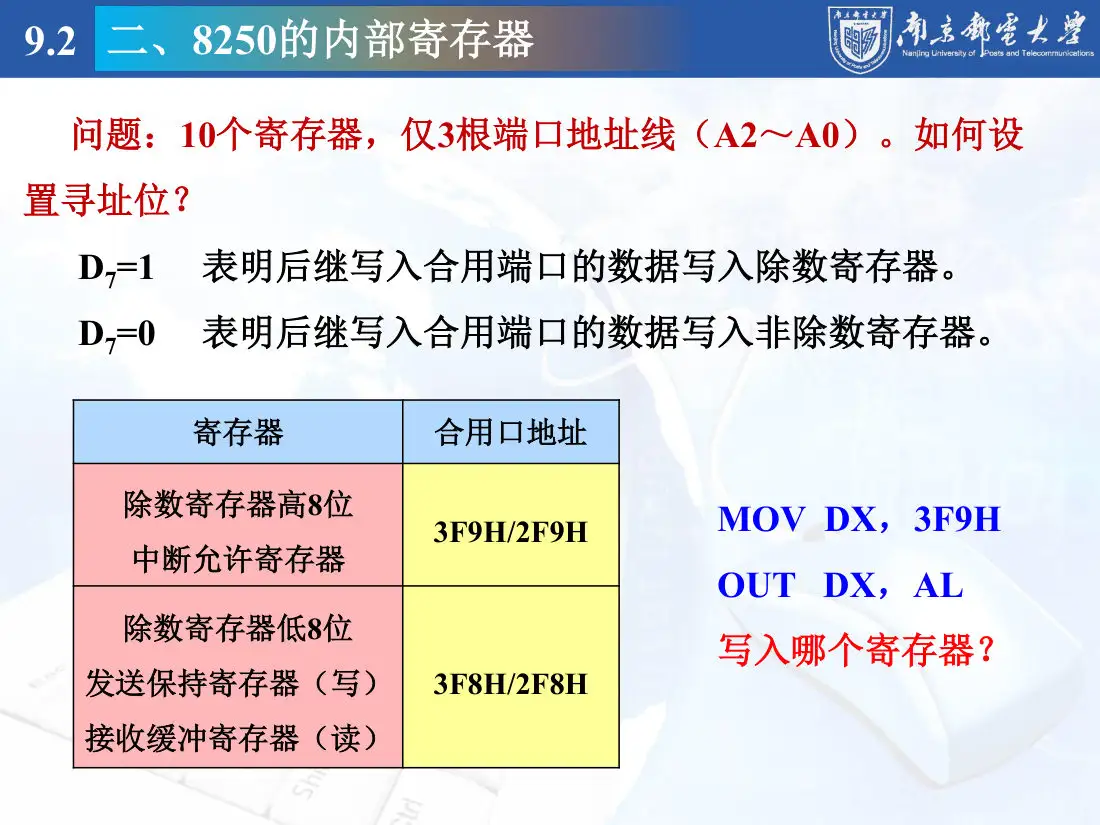 9.2 二、8250的内部寄存器
南京邮电大学
Nanjing University of Posts and Telecommunications
问题：10个寄存器，仅3根端口地址线（A2～A0）。如何设
置寻址位？
D7=1 表明后继写入合用端口的数据写入除数寄存器。
D7=0 表明后继写入合用端口的数据写入非除数寄存器。
寄存器 合用口地址
除数寄存器高8位
中断允许寄存器
3F9H/2F9H
除数寄存器低8位
发送保持寄存器（写）
接收缓冲寄存器（读）
3F8H/2F8H
MOV DX，3F9H
OUT DX，AL
写入哪个寄存器？